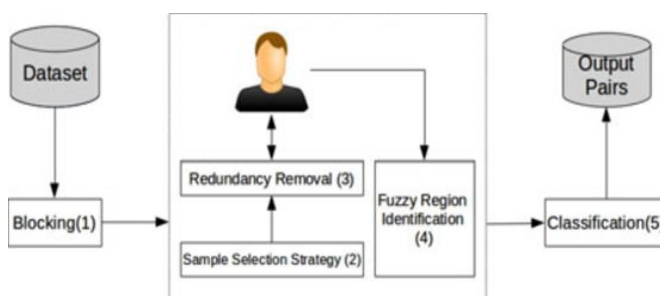 Dataset
Blocking(1)
Redundancy Removal (3)
Sample Selection Strategy (2)
Fuzzy Region
Identification
(4)
Output
Pairs
Classification(5)